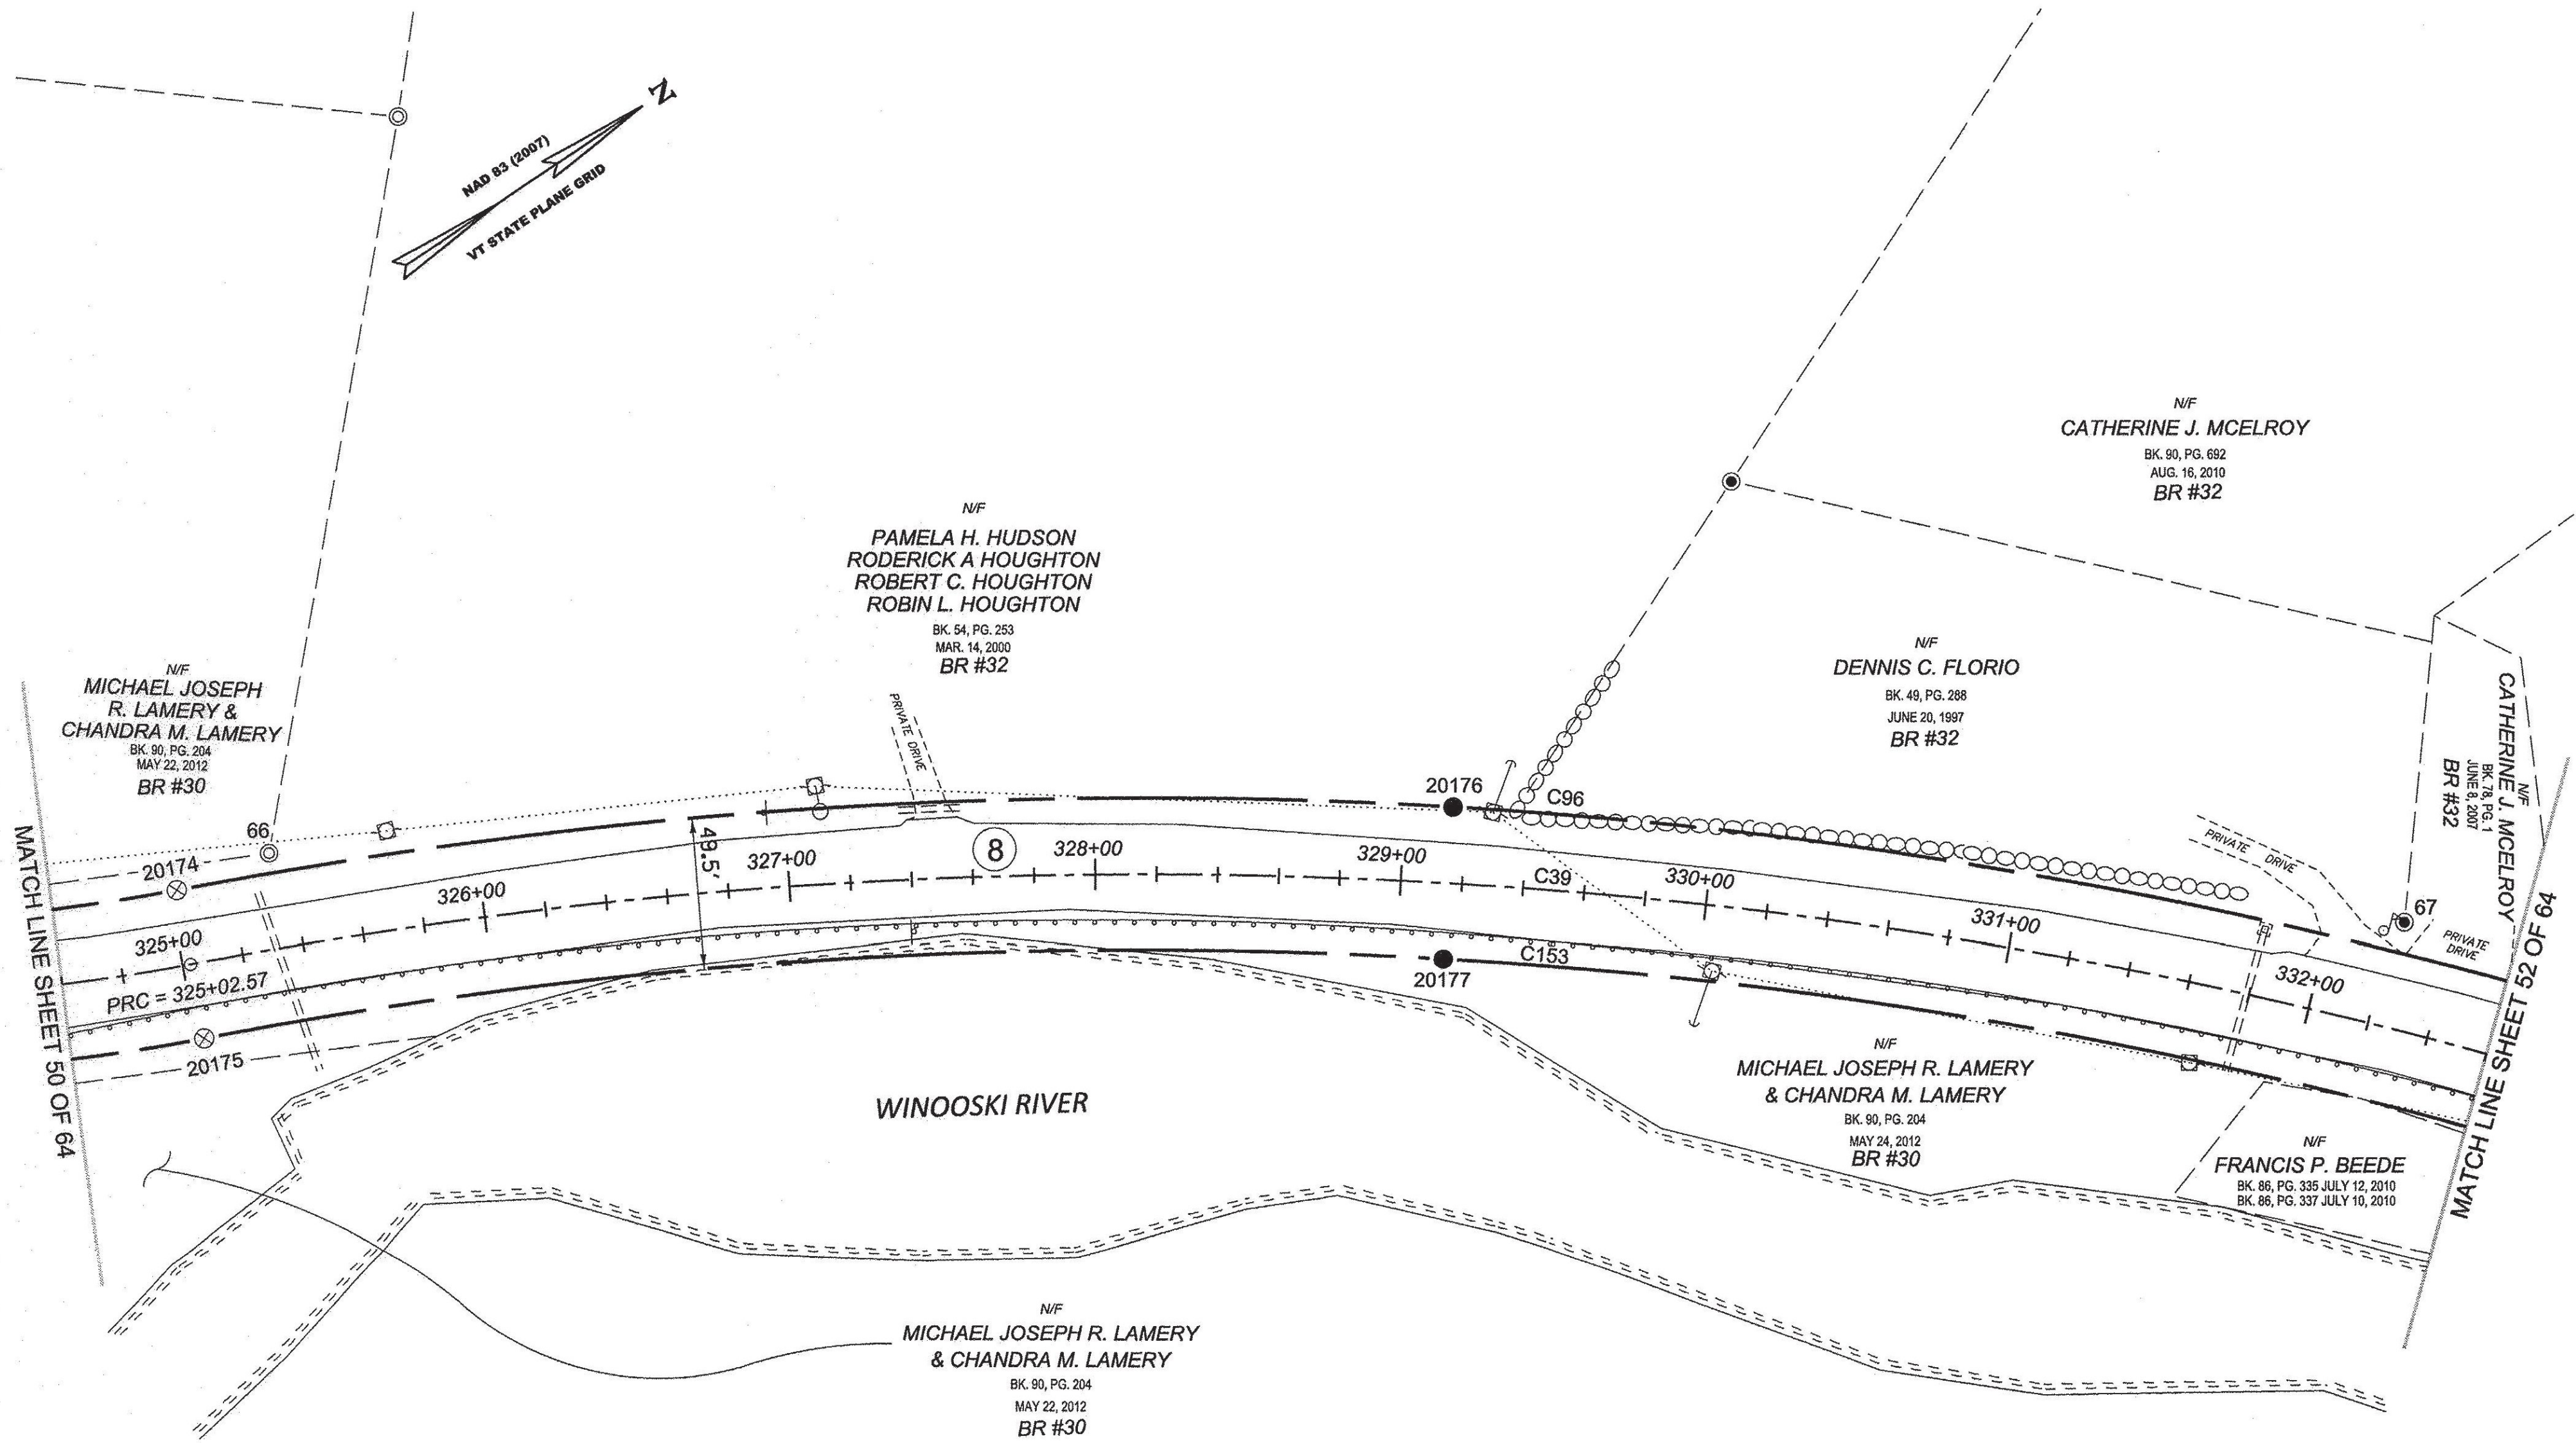 N
NAD 83 (2007)
VT STATE PLANE GRID
N/F
CATHERINE J. MCELROY
BK. 90, PG. 692
AUG. 16, 2010
BR #32
N/F
PAMELA H. HUDSON
RODERICK A HOUGHTON
ROBERT C. HOUGHTON
ROBIN L. HOUGHTON
BK. 54, PG. 253
MAR. 14, 2000
BR #32
N/F
DENNIS C. FLORIO
BK. 49, PG. 288
JUNE 20, 1997
BR #32
N/F
MICHAEL JOSEPH
R. LAMERY &
CHANDRA M. LAMERY
BK. 90, PG. 204
MAY 22, 2012
BR #30
N/F
CATHERINE J. MCELROY
BK. 78, PG. 1
JUNE 8, 2007
BR #32
PRIVATE DRIVE
20176
C96
66
20174
49.5'
PRIVATE DRIVE
67
PRIVATE
DRIVE
325+00
326+00
327+00
8
328+00
329+00
C39
330+00
331+00
332+00
PRC = 325+02.57
C153
20177
20175
MATCH LINE SHEET 50 OF 64
MATCH LINE SHEET 52 OF 64
WINOOSKI RIVER
N/F
MICHAEL JOSEPH R. LAMERY
& CHANDRA M. LAMERY
BK. 90, PG. 204
MAY 24, 2012
BR #30
N/F
FRANCIS P. BEEDE
BK. 86, PG. 335 JULY 12, 2010
BK. 86, PG. 337 JULY 10, 2010
N/F
MICHAEL JOSEPH R. LAMERY
& CHANDRA M. LAMERY
BK. 90, PG. 204
MAY 22, 2012
BR #30